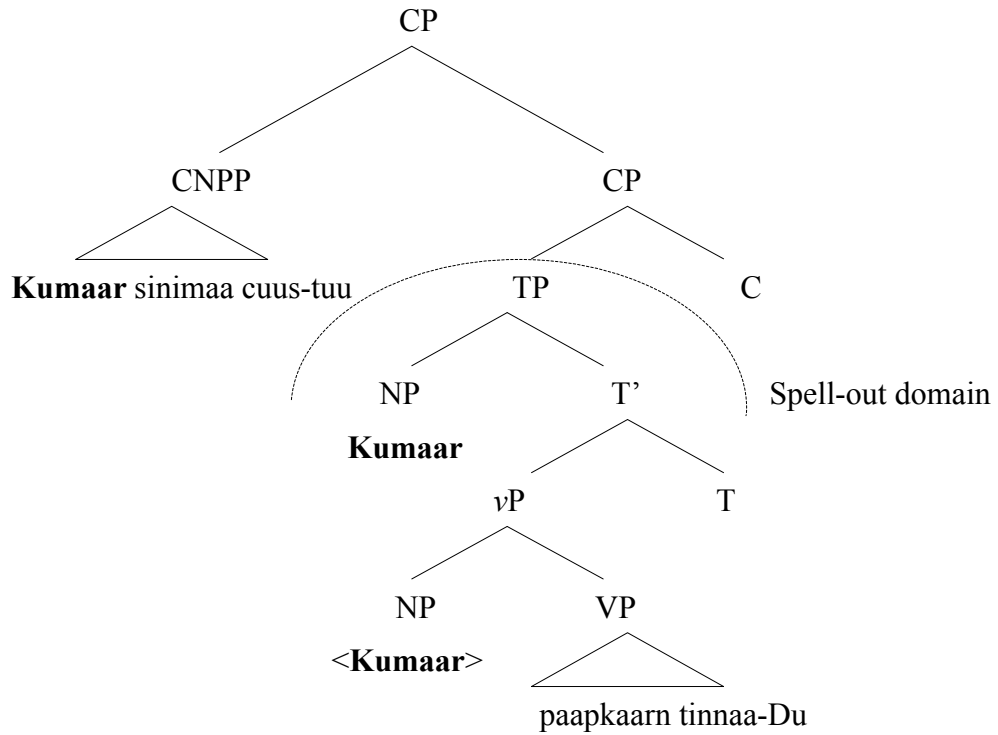 CP
CNPP CP
Kumaar sinimaa cuus-tuu TP C
NP T’ Spell-out domain
Kumaar
vP T
NP VP
<Kumaar>
paapkaarn tinnaa-Du